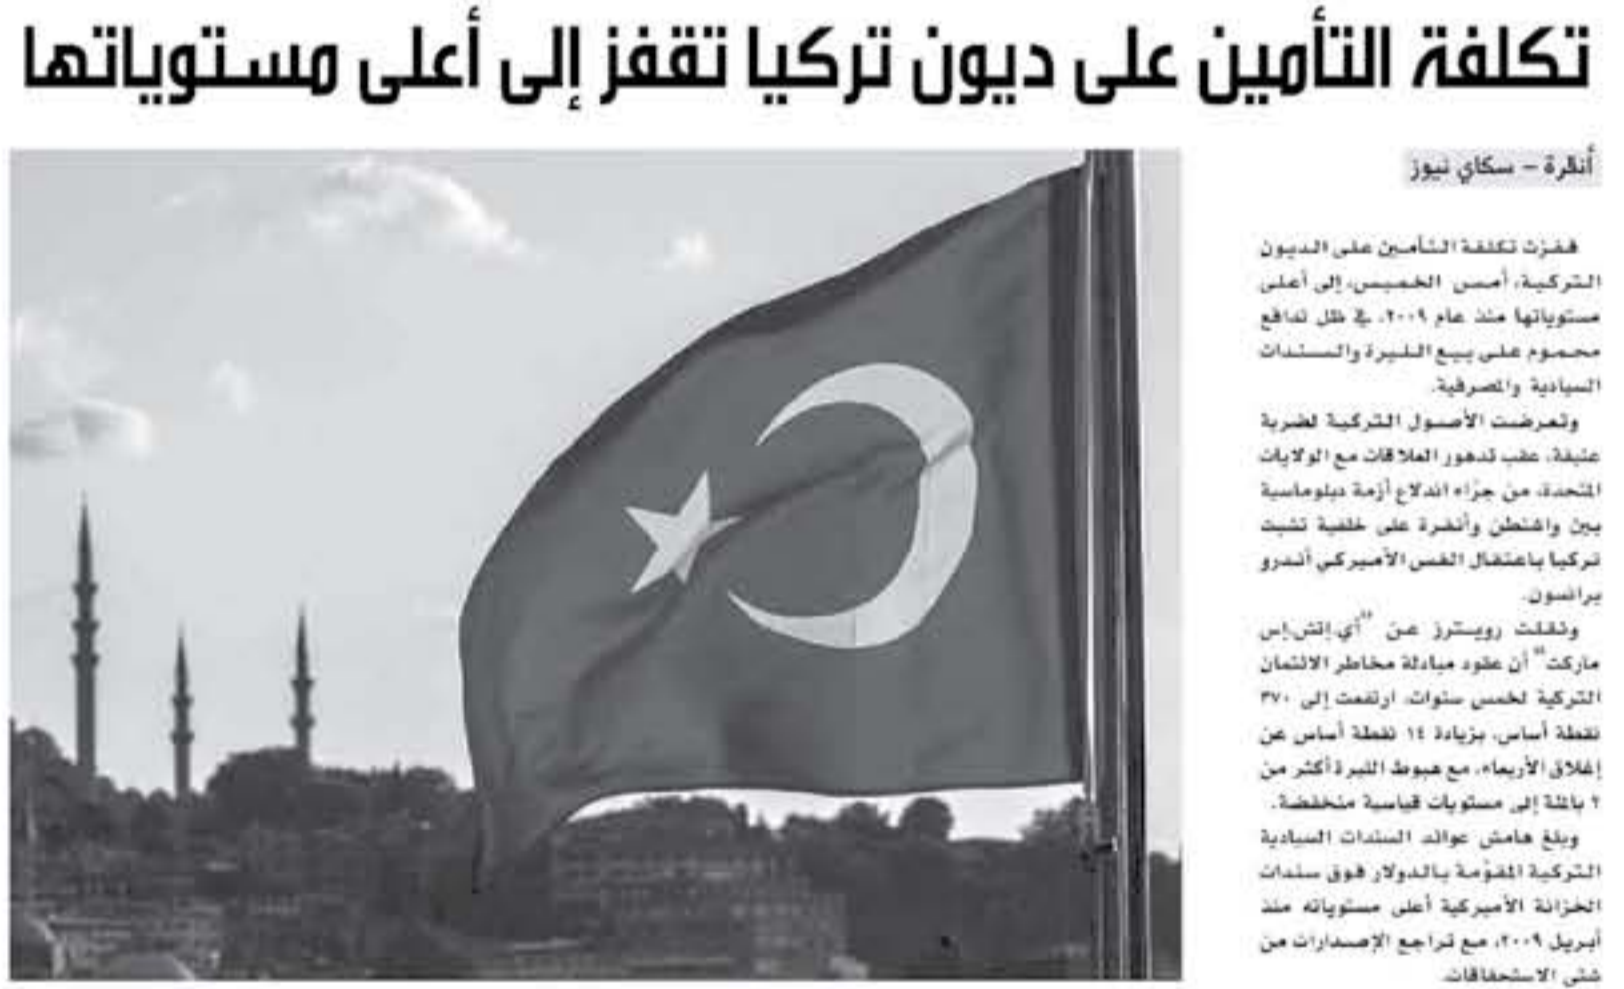 تكلفة التأمين على ديون تركيا تقفز إلى أعلى مستوياتها
أنقرة – سكاي نيوز
قفزت تكلفة التأمين على الديون
التركية، أمس الخميس، إلى أعلى
مستوياتها منذ عام ٢٠٠٩، في ظل تدافع
محموم على بيع الليرة والسندات
السيادية والمصرفية.
وتعرضت الأصول التركية لضربة
عنيفة، عقب تدهور العلاقات مع الولايات
المتحدة، من جرّاء اندلاع أزمة دبلوماسية
بين واشنطن وأنقرة على خلفية تشبث
تركيا باعتقال القس الأميركي أندرو
برانسون.
ونقلت رويترز عن "آي.إتش.إس
ماركت" أن عقود مبادلة مخاطر الائتمان
التركية لخمس سنوات، ارتفعت إلى ٣٧٠
نقطة أساس، بزيادة ١٤ نقطة أساس عن
إغلاق الأربعاء، مع هبوط الليرة أكثر من
٢ بالمئة إلى مستويات قياسية منخفضة.
وبلغ هامش عوائد السندات السيادية
التركية المقوّمة بالدولار فوق سندات
الخزانة الأميركية أعلى مستوياته منذ
أبريل ٢٠٠٩، مع تراجع الإصدارات من
شتى الاستحقاقات.